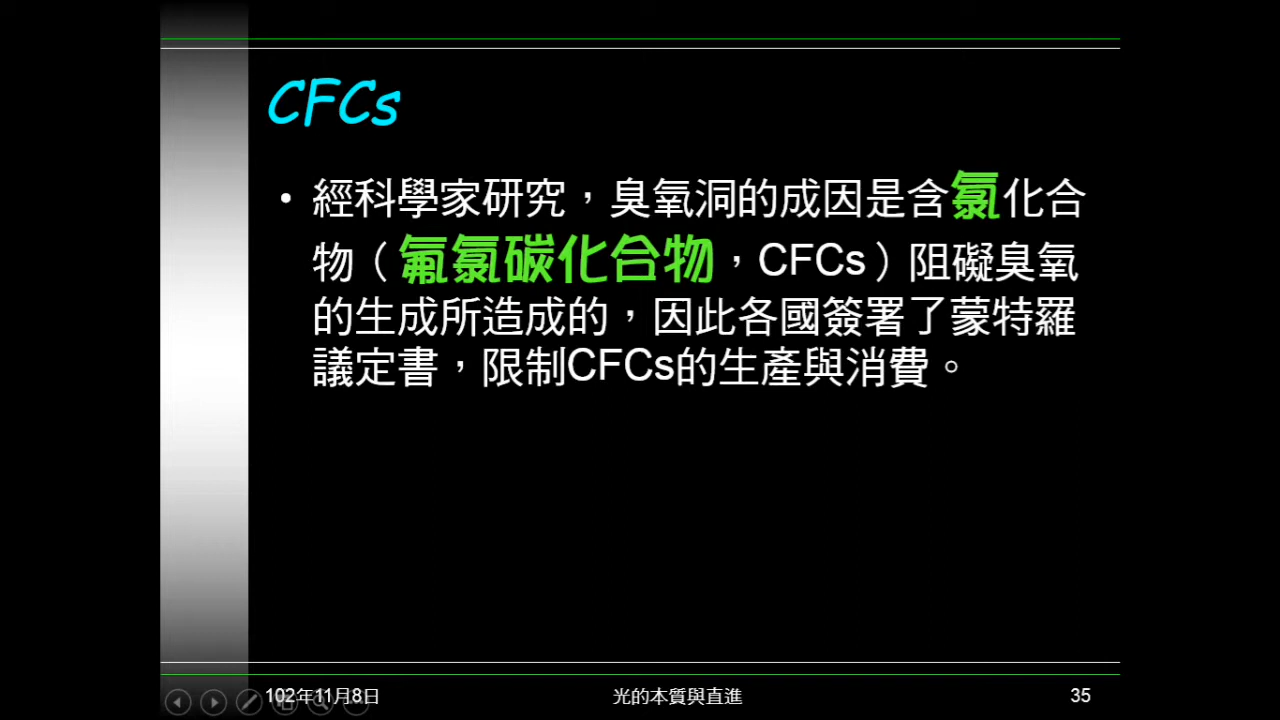 CFCs
• 經科學家研究，臭氧洞的成因是含氯化合
物（氟氯碳化合物，CFCs）阻礙臭氧
的生成所造成的，因此各國簽署了蒙特羅
議定書，限制CFCs的生產與消費。
102年11月8日 光的本質與直進 35